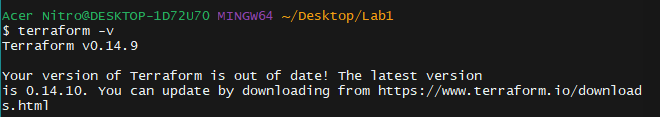 Acer Nitro@DESKTOP-1D72U70 MINGW64 ~/Desktop/Lab1
$ terraform -v
Terraform v0.14.9
Your version of Terraform is out of date! The latest version
is 0.14.10. You can update by downloading from https://www.terraform.io/download
s.html